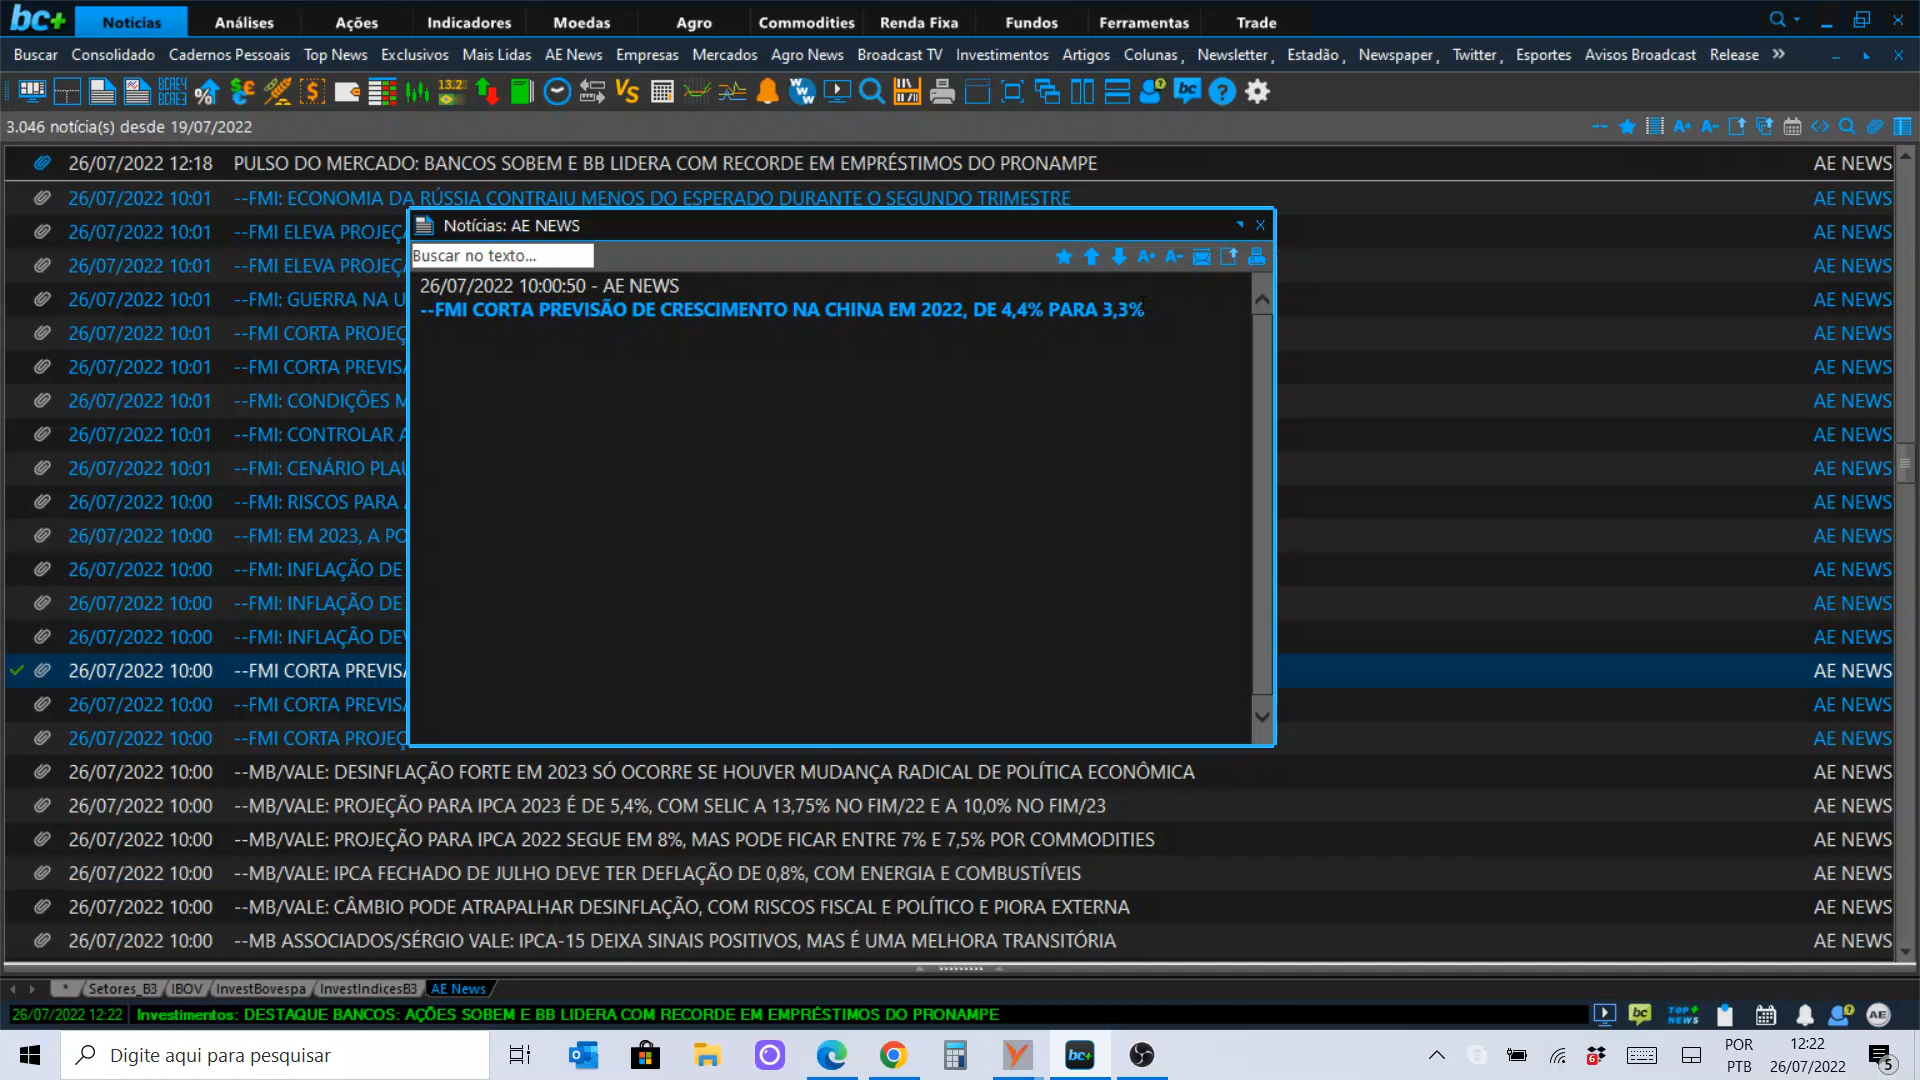 bc+ Notícias Análises Ações Indicadores Moedas Agro Commodities Renda Fixa Fundos Ferramentas Trade
Buscar Consolidado Cadernos Pessoais Top News Exclusivos Mais Lidas AE News Empresas Mercados Agro News Broadcast TV Investimentos Artigos Colunas Newsletter Estadão Newspaper Twitter Esportes Avisos Broadcast Release »
3.046 notícia(s) desde 19/07/2022
26/07/2022 12:18 PULSO DO MERCADO: BANCOS SOBEM E BB LIDERA COM RECORDE EM EMPRÉSTIMOS DO PRONAMPE AE NEWS
26/07/2022 10:01 --FMI: ECONOMIA DA RÚSSIA CONTRAIU MENOS DO ESPERADO DURANTE O SEGUNDO TRIMESTRE
26/07/2022 10:01 --FMI ELEVA PROJEÇ AE NEWS
26/07/2022 10:01 --FMI ELEVA PROJEÇ AE NEWS
26/07/2022 10:01 --FMI: GUERRA NA U AE NEWS
26/07/2022 10:01 --FMI CORTA PROJEÇ AE NEWS
26/07/2022 10:01 --FMI CORTA PREVISÃ AE NEWS
26/07/2022 10:01 --FMI: CONDIÇÕES M AE NEWS
26/07/2022 10:01 --FMI: CONTROLAR A AE NEWS
26/07/2022 10:01 --FMI: CENÁRIO PLAU AE NEWS
26/07/2022 10:00 --FMI: RISCOS PARA AE NEWS
26/07/2022 10:00 --FMI: EM 2023, A PO AE NEWS
26/07/2022 10:00 --FMI: INFLAÇÃO DE AE NEWS
26/07/2022 10:00 --FMI: INFLAÇÃO DE AE NEWS
26/07/2022 10:00 --FMI: INFLAÇÃO DEV AE NEWS
26/07/2022 10:00 --FMI CORTA PREVISÃ AE NEWS
26/07/2022 10:00 --FMI CORTA PREVISÃ AE NEWS
26/07/2022 10:00 --FMI CORTA PROJEÇ AE NEWS
Notícias: AE NEWS
Buscar no texto...
26/07/2022 10:00:50 - AE NEWS
--FMI CORTA PREVISÃO DE CRESCIMENTO NA CHINA EM 2022, DE 4,4% PARA 3,3%
26/07/2022 10:00 --MB/VALE: DESINFLAÇÃO FORTE EM 2023 SÓ OCORRE SE HOUVER MUDANÇA RADICAL DE POLÍTICA ECONÔMICA AE NEWS
26/07/2022 10:00 --MB/VALE: PROJEÇÃO PARA IPCA 2023 É DE 5,4%, COM SELIC A 13,75% NO FIM/22 E A 10,0% NO FIM/23 AE NEWS
26/07/2022 10:00 --MB/VALE: PROJEÇÃO PARA IPCA 2022 SEGUE EM 8%, MAS PODE FICAR ENTRE 7% E 7,5% POR COMMODITIES AE NEWS
26/07/2022 10:00 --MB/VALE: IPCA FECHADO DE JULHO DEVE TER DEFLAÇÃO DE 0,8%, COM ENERGIA E COMBUSTÍVEIS AE NEWS
26/07/2022 10:00 --MB/VALE: CÂMBIO PODE ATRAPALHAR DESINFLAÇÃO, COM RISCOS FISCAL E POLÍTICO E PIORA EXTERNA AE NEWS
26/07/2022 10:00 --MB ASSOCIADOS/SÉRGIO VALE: IPCA-15 DEIXA SINAIS POSITIVOS, MAS É UMA MELHORA TRANSITÓRIA AE NEWS
* Setores_B3 IBOV InvestBovespa InvestIndicesB3 AE News
26/07/2022 12:22 Investimentos: DESTAQUE BANCOS: AÇÕES SOBEM E BB LIDERA COM RECORDE EM EMPRÉSTIMOS DO PRONAMPE bc TOP+ NEWS AE
Digite aqui para pesquisar bc+ 6 POR 12:22
PTB 26/07/2022 5